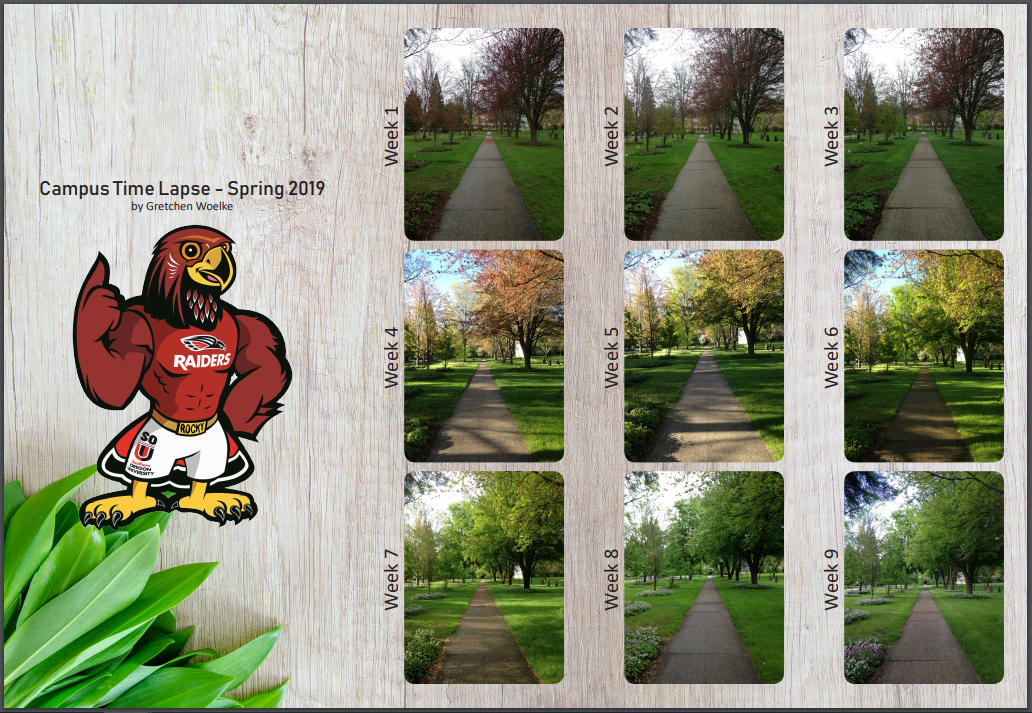 Campus Time Lapse - Spring 2019
by Gretchen Woelke
RAIDERS
ROCKY
SO
U
Southern
OREGON
UNIVERSITY
Week 1
Week 2
Week 3
Week 4
Week 5
Week 6
Week 7
Week 8
Week 9